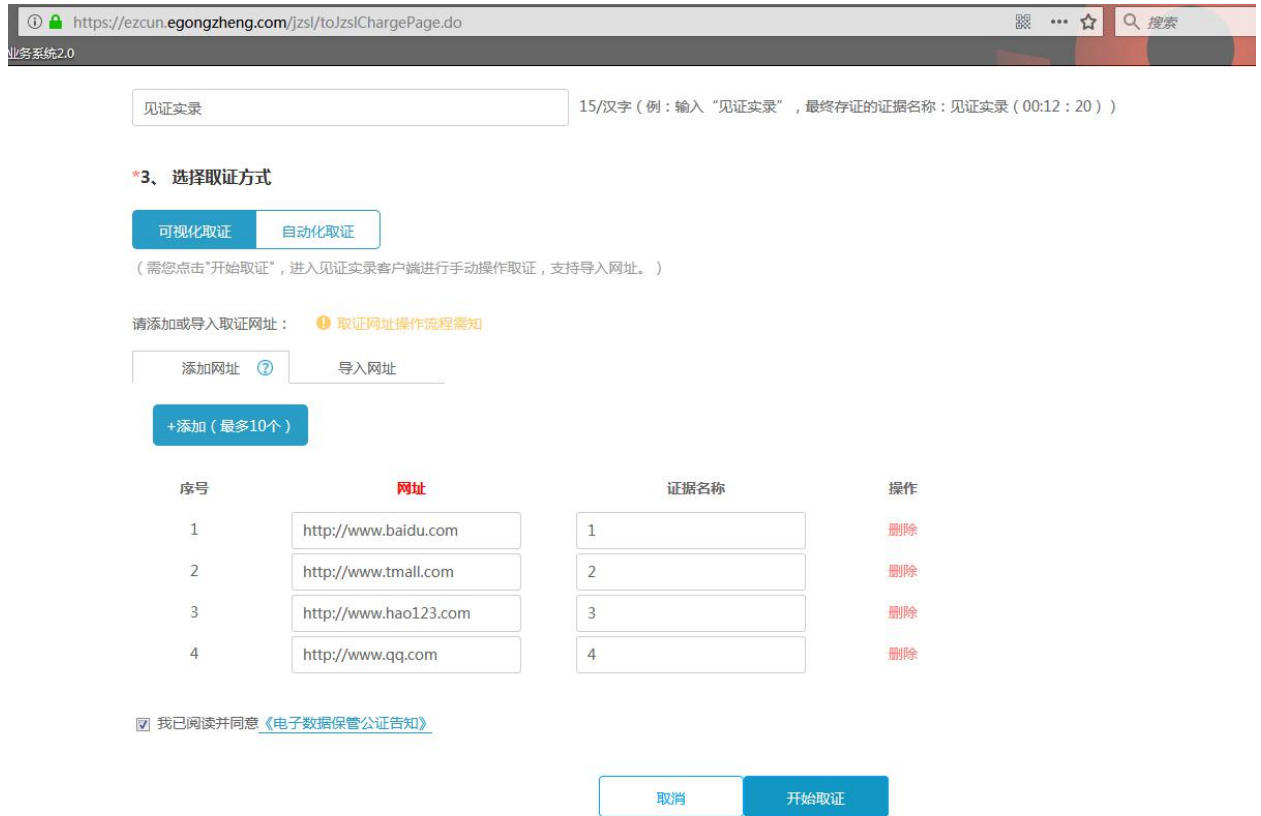 https://ezcun.egongzheng.com/jzsl/toJzslChargePage.do
搜索
业务系统2.0
见证实录
15/汉字（例：输入“见证实录”，最终存证的证据名称：见证实录（00:12：20））
*3、 选择取证方式
可视化取证 自动化取证
（需您点击"开始取证"，进入见证实录客户端进行手动操作取证，支持导入网址。）
请添加或导入取证网址： 取证网址操作流程需知
添加网址 ? 导入网址
+添加（最多10个）
序号 网址 证据名称 操作
1 http://www.baidu.com 1 删除
2 http://www.tmall.com 2 删除
3 http://www.hao123.com 3 删除
4 http://www.qq.com 4 删除
我已阅读并同意《电子数据保管公证告知》
取消 开始取证